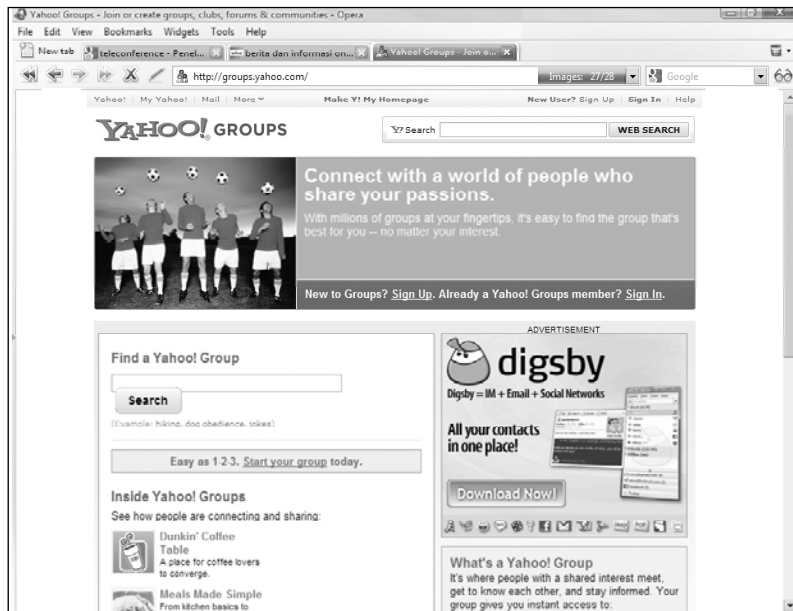 Yahoo! Groups - Join or create groups, clubs, forums & communities - Opera
File Edit View Bookmarks Widgets Tools Help
New tab teleconference - Penel... berita dan informasi on... Yahoo! Groups - Join o...
http://groups.yahoo.com/ Images: 27/28 Google
Yahoo! My Yahoo! Mail More Make Y! My Homepage New User? Sign Up Sign In Help
YAHOO! GROUPS Y! Search WEB SEARCH
Connect with a world of people who
share your passions.
With millions of groups at your fingertips, it's easy to find the group that's
best for you -- no matter your interest.
New to Groups? Sign Up. Already a Yahoo! Groups member? Sign In.
Find a Yahoo! Group
Search
(Example: hiking, dog obedience, jokes)
Easy as 1-2-3. Start your group today.
Inside Yahoo! Groups
See how people are connecting and sharing:
Dunkin' Coffee
Table
A place for coffee lovers
to converge.
Meals Made Simple
From kitchen basics to
ADVERTISEMENT
digsby
Digsby = IM + Email + Social Networks
All your contacts
in one place!
Download Now!
What's a Yahoo! Group
It's where people with a shared interest meet,
get to know each other, and stay informed. Your
group gives you instant access to: